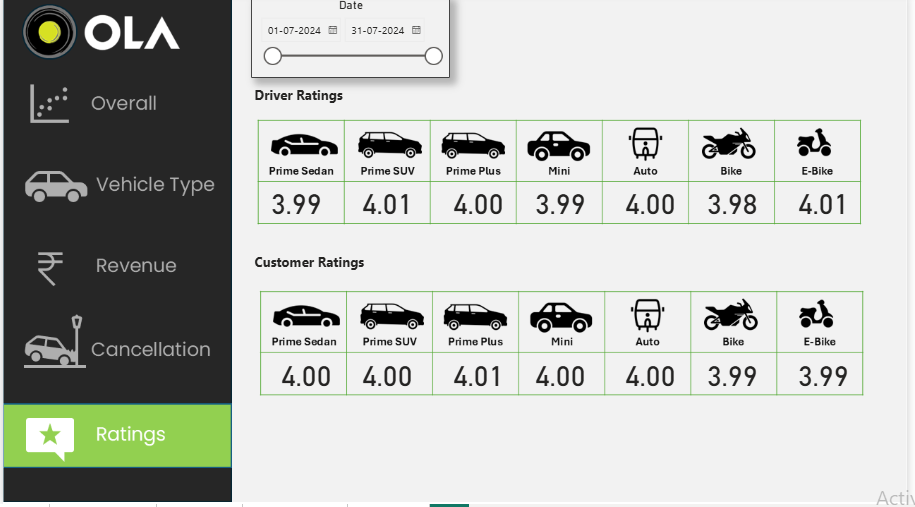 OLA
Overall
Vehicle Type
Revenue
Cancellation
Ratings
Date
01-07-2024 31-07-2024
Driver Ratings
Prime Sedan Prime SUV Prime Plus Mini Auto Bike E-Bike
3.99 4.01 4.00 3.99 4.00 3.98 4.01
Customer Ratings
Prime Sedan Prime SUV Prime Plus Mini Auto Bike E-Bike
4.00 4.00 4.01 4.00 4.00 3.99 3.99
Activ